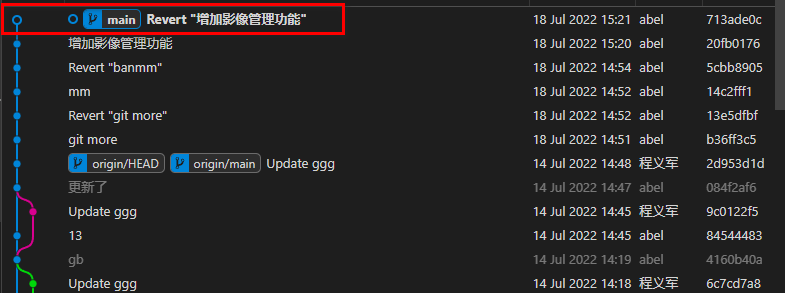 main Revert "增加影像管理功能" 18 Jul 2022 15:21 abel 713ade0c
增加影像管理功能 18 Jul 2022 15:20 abel 20fb0176
Revert "banmm" 18 Jul 2022 14:54 abel 5cbb8905
mm 18 Jul 2022 14:52 abel 14c2fff1
Revert "git more" 18 Jul 2022 14:52 abel 13e5dfbf
git more 18 Jul 2022 14:51 abel b36ff3c5
origin/HEAD origin/main Update ggg 14 Jul 2022 14:48 程义军 2d953d1d
更新了 14 Jul 2022 14:47 abel 084f2af6
Update ggg 14 Jul 2022 14:45 程义军 9c0122f5
13 14 Jul 2022 14:45 abel 84544483
gb 14 Jul 2022 14:19 abel 4160b40a
Update ggg 14 Jul 2022 14:18 程义军 6c7cd7a8